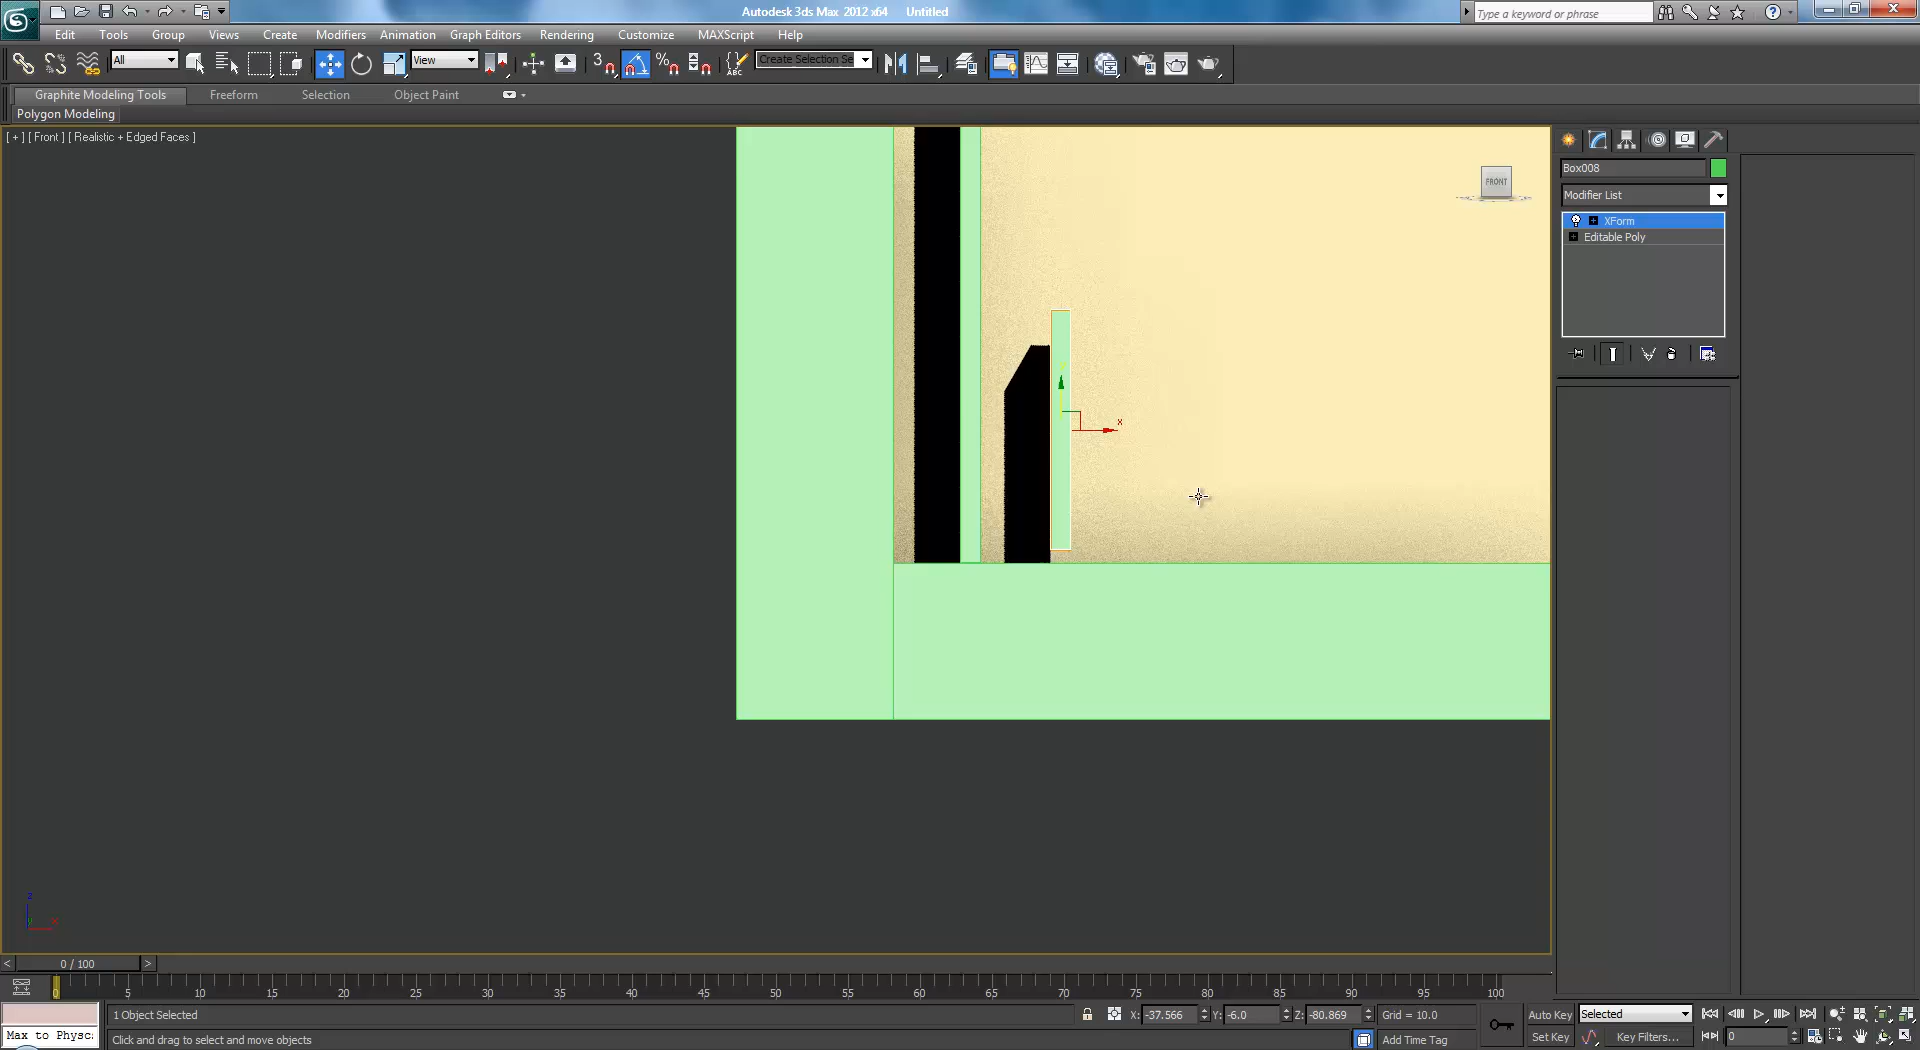 Autodesk 3ds Max 2012 x64 Untitled
Type a keyword or phrase
Edit Tools Group Views Create Modifiers Animation Graph Editors Rendering Customize MAXScript Help
All View Create Selection Se
Graphite Modeling Tools Freeform Selection Object Paint
Polygon Modeling
[ + ] [ Front ] [ Realistic + Edged Faces ]
FRONT
Box008
Modifier List
XForm
Editable Poly
x
z
x
0 / 100
0 5 10 15 20 25 30 35 40 45 50 55 60 65 70 75 80 85 90 95 100
1 Object Selected X: -37.566 Y: -6.0 Z: -80.869 Grid = 10.0 Auto Key Selected
Max to Physc: Click and drag to select and move objects Add Time Tag Set Key Key Filters... 0